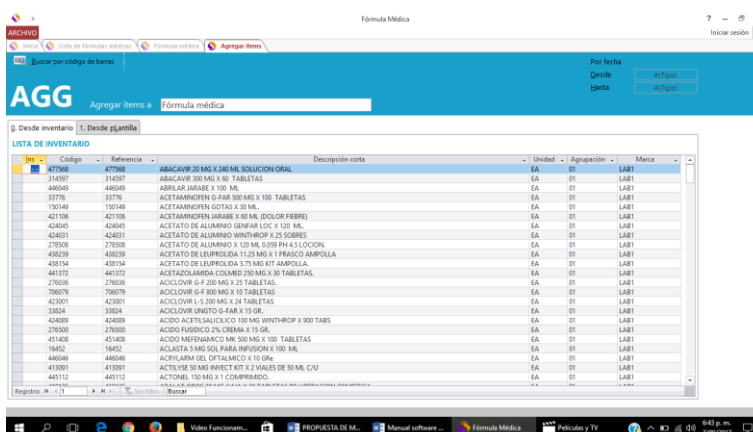 Fórmula Médica
ARCHIVO
Iniciar sesión
Inicio Lista de fórmulas médicas Fórmula médica Agregar ítems
Buscar por código de barras
Por fecha
Desde #¡Tipo!
Hasta #¡Tipo!
AGG Agregar ítems a Fórmula médica
0. Desde inventario 1. Desde pLantilla
LISTA DE INVENTARIO
Ins Código Referencia Descripción corta Unidad Agrupación Marca
477568 477568 ABACAVIR 20 MG X 240 ML SOLUCION ORAL EA 01 LAB1
314597 314597 ABACAVIR 300 MG X 60 TABLETAS EA 01 LAB1
446049 446049 ABRILAR JARABE X 100 ML EA 01 LAB1
33776 33776 ACETAMINOFEN G-FAR 500 MG X 100 TABLETAS EA 01 LAB1
150149 150149 ACETAMINOFEN GOTAS X 30 ML. EA 01 LAB1
421106 421106 ACETAMINOFEN JARABE X 60 ML (DOLOR FIEBRE) EA 01 LAB1
424045 424045 ACETATO DE ALUMINIO GENFAR LOC X 120 ML. EA 01 LAB1
424031 424031 ACETATO DE ALUMINIO WINTHROP X 25 SOBRES EA 01 LAB1
278508 278508 ACETATO DE ALUMINIO X 120 ML 0.059 PH 4.5 LOCION. EA 01 LAB1
438239 438239 ACETATO DE LEUPROLIDA 11.25 MG X 1 FRASCO AMPOLLA EA 01 LAB1
438154 438154 ACETATO DE LEUPROLIDA 3.75 MG KIT AMPOLLA. EA 01 LAB1
441372 441372 ACETAZOLAMIDA COLMED 250 MG X 30 TABLETAS. EA 01 LAB1
276036 276036 ACICLOVIR G-F 200 MG X 25 TABLETAS. EA 01 LAB1
706079 706079 ACICLOVIR G-F 800 MG X 10 TABLETAS EA 01 LAB1
423001 423001 ACICLOVIR L-S 200 MG X 24 TABLETAS EA 01 LAB1
33824 33824 ACICLOVIR UNGTO G-FAR X 15 GR. EA 01 LAB1
424089 424089 ACIDO ACETILSALICILICO 100 MG WINTHROP X 900 TABS EA 01 LAB1
276500 276500 ACIDO FUSIDICO 2% CREMA X 15 GR. EA 01 LAB1
451408 451408 ACIDO MEFENAMICO MK 500 MG X 100 TABLETAS EA 01 LAB1
16452 16452 ACLASTA 5 MG SOL PARA INFUSION X 100 ML EA 01 LAB1
446046 446046 ACRYLARM GEL OFTALMICO X 10 GRe EA 01 LAB1
413091 413091 ACTILYSE 50 MG INYECT KIT X 2 VIALES DE 50 ML C/U EA 01 LAB1
445112 445112 ACTONEL 150 MG X 1 COMPRIMIDO. EA 01 LAB1
Registro: 1 Sin filtro Buscar
Video Funcionam... PROPUESTA DE M... Manual software ... Fórmula Médica Películas y TV 6:43 p. m.